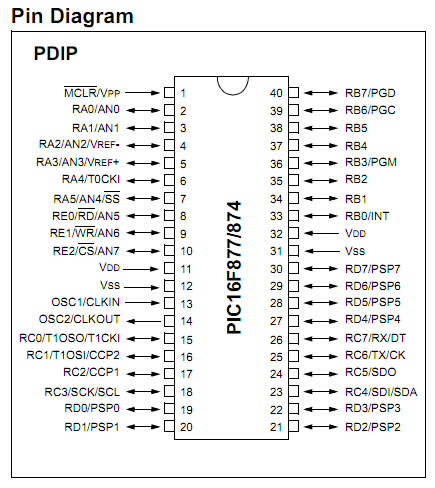 Pin Diagram
PDIP
MCLR/VPP 1 40 RB7/PGD
RA0/AN0 2 39 RB6/PGC
RA1/AN1 3 38 RB5
RA2/AN2/VREF- 4 37 RB4
RA3/AN3/VREF+ 5 36 RB3/PGM
RA4/T0CKI 6 35 RB2
RA5/AN4/SS 7 34 RB1
RE0/RD/AN5 8 33 RB0/INT
RE1/WR/AN6 9 32 VDD
RE2/CS/AN7 10 31 VSS
VDD 11 30 RD7/PSP7
VSS 12 29 RD6/PSP6
OSC1/CLKIN 13 28 RD5/PSP5
OSC2/CLKOUT 14 27 RD4/PSP4
RC0/T1OSO/T1CKI 15 26 RC7/RX/DT
RC1/T1OSI/CCP2 16 25 RC6/TX/CK
RC2/CCP1 17 24 RC5/SDO
RC3/SCK/SCL 18 23 RC4/SDI/SDA
RD0/PSP0 19 22 RD3/PSP3
RD1/PSP1 20 21 RD2/PSP2
PIC16F877/874